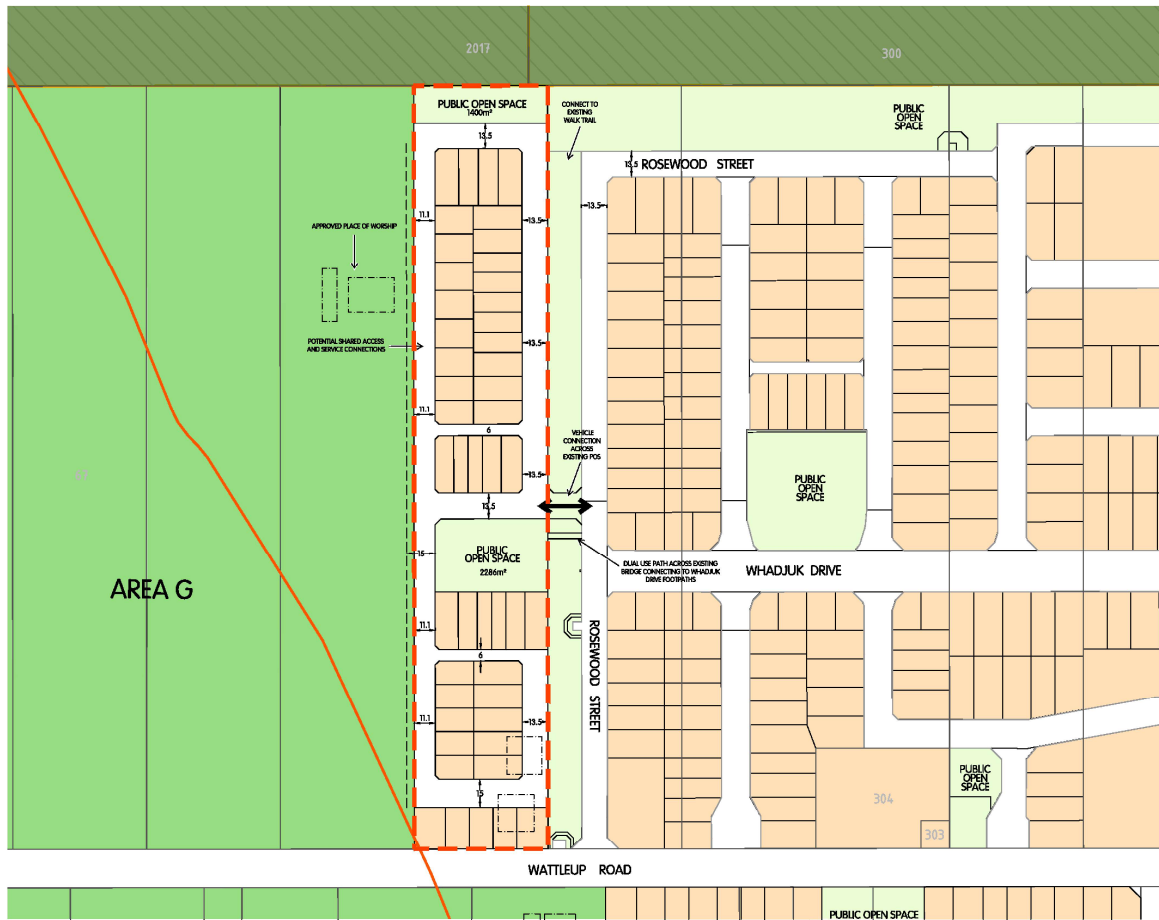 2017
300
PUBLIC OPEN SPACE
1400m²
CONNECT TO
EXISTING
WALK TRAIL
PUBLIC
OPEN
SPACE
13.5
13.5
ROSEWOOD STREET
11.1
13.5
13.5
APPROVED PLACE OF WORSHIP
POTENTIAL SHARED ACCESS
AND SERVICE CONNECTIONS
13.5
11.1
6
VEHICLE
CONNECTION
ACROSS
EXISTING POS
13.5
13.5
PUBLIC
OPEN
SPACE
15
PUBLIC
OPEN SPACE
2286m²
DUAL USE PATH ACROSS EXISTING
BRIDGE CONNECTING TO WHADJUK
DRIVE FOOTPATHS
WHADJUK DRIVE
AREA G
11.1
6
ROSEWOOD STREET
11.1
13.5
15
PUBLIC
OPEN
SPACE
304
303
WATTLEUP ROAD
PUBLIC OPEN SPACE